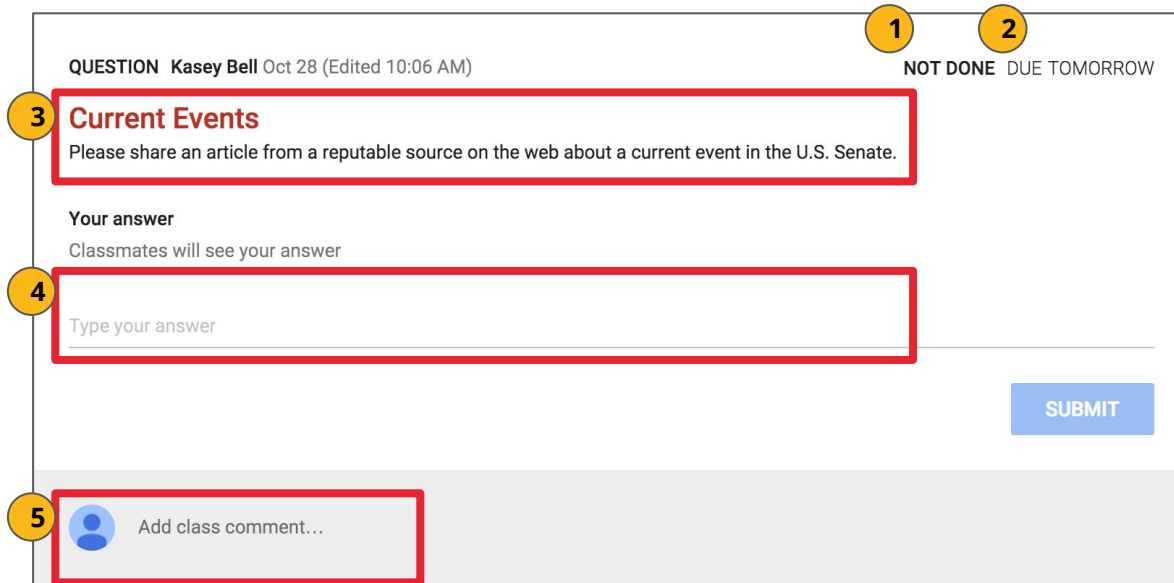 1 2
QUESTION Kasey Bell Oct 28 (Edited 10:06 AM) NOT DONE DUE TOMORROW
3 Current Events
Please share an article from a reputable source on the web about a current event in the U.S. Senate.
Your answer
Classmates will see your answer
4
Type your answer
SUBMIT
5 Add class comment...